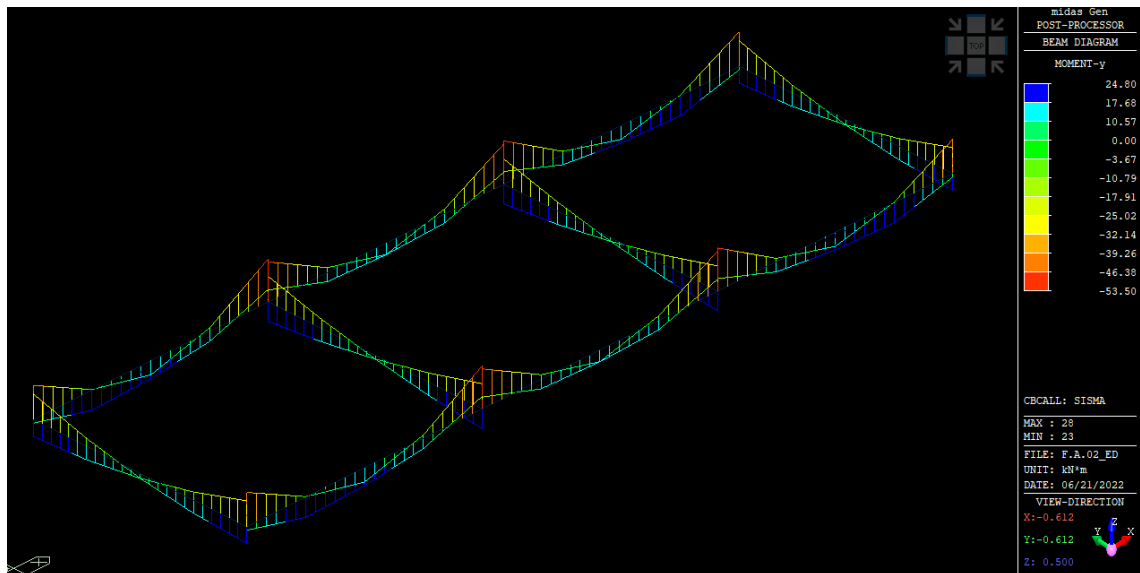 TOP
midas Gen
POST-PROCESSOR
BEAM DIAGRAM
MOMENT-y
24.80
17.68
10.57
0.00
-3.67
-10.79
-17.91
-25.02
-32.14
-39.26
-46.38
-53.50
CBCALL: SISMA
MAX : 28
MIN : 23
FILE: F.A.02_ED
UNIT: kN*m
DATE: 06/21/2022
VIEW-DIRECTION
X:-0.612
Y:-0.612
Z: 0.500
Z
Y X